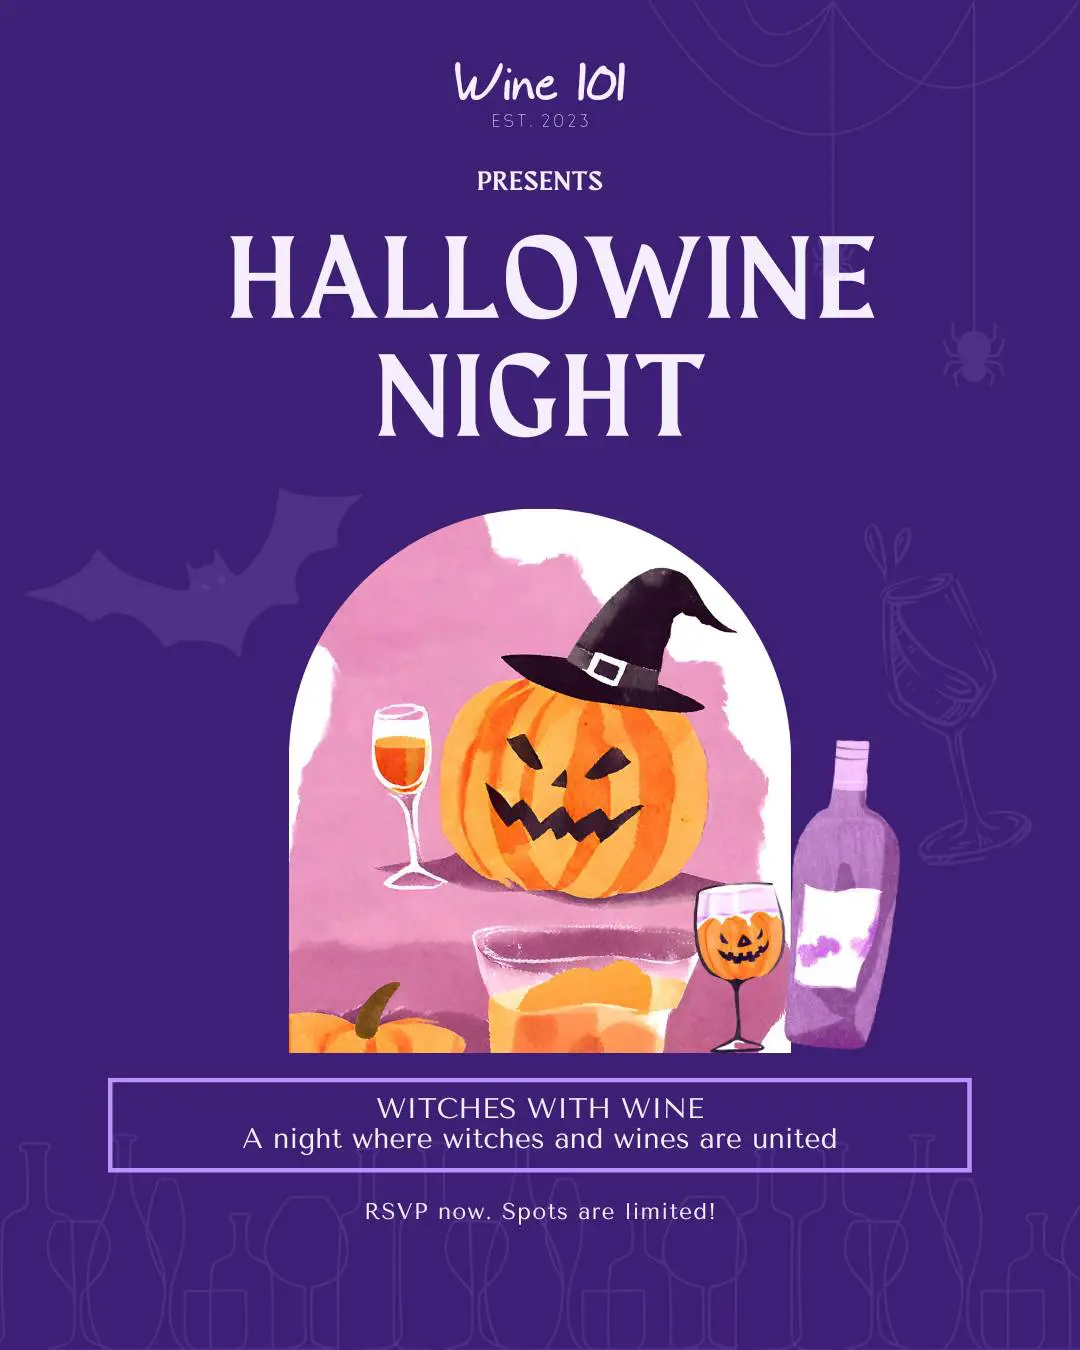 Wine 101
EST. 2023
PRESENTS
HALLOWINE
NIGHT
WITCHES WITH WINE
A night where witches and wines are united
RSVP now. Spots are limited!